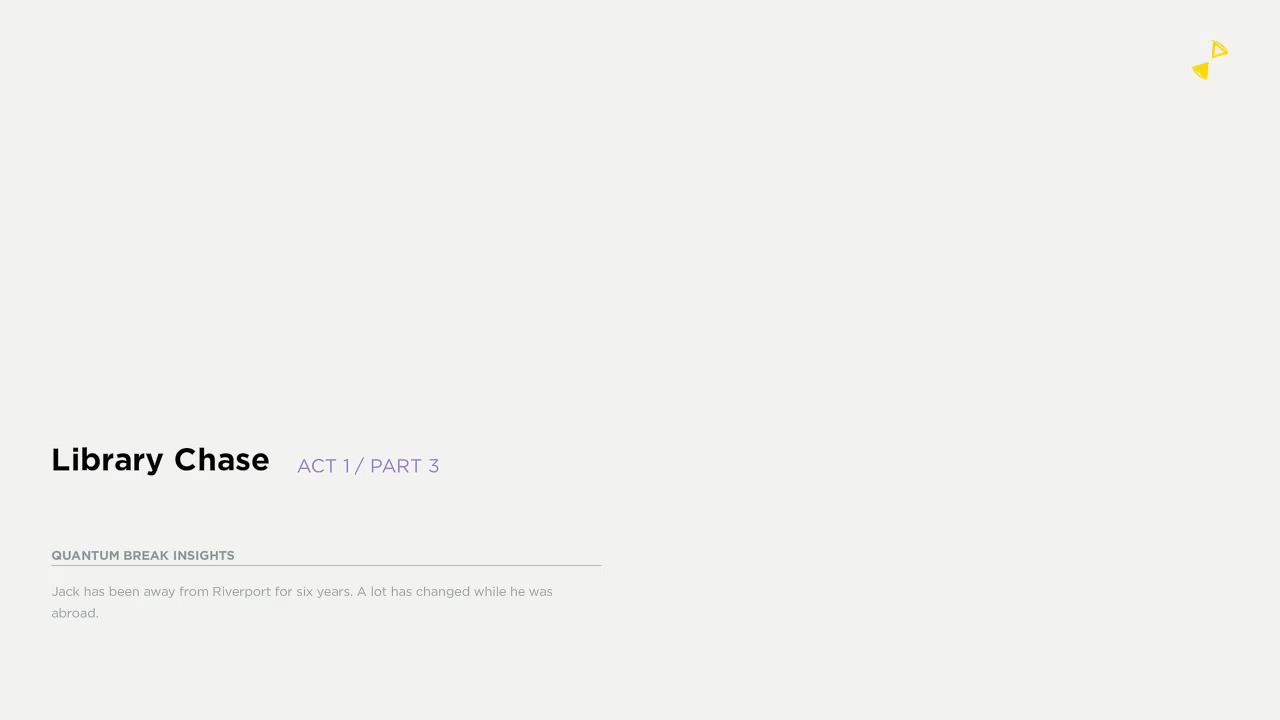 Library Chase ACT 1 / PART 3
QUANTUM BREAK INSIGHTS
Jack has been away from Riverport for six years. A lot has changed while he was
abroad.